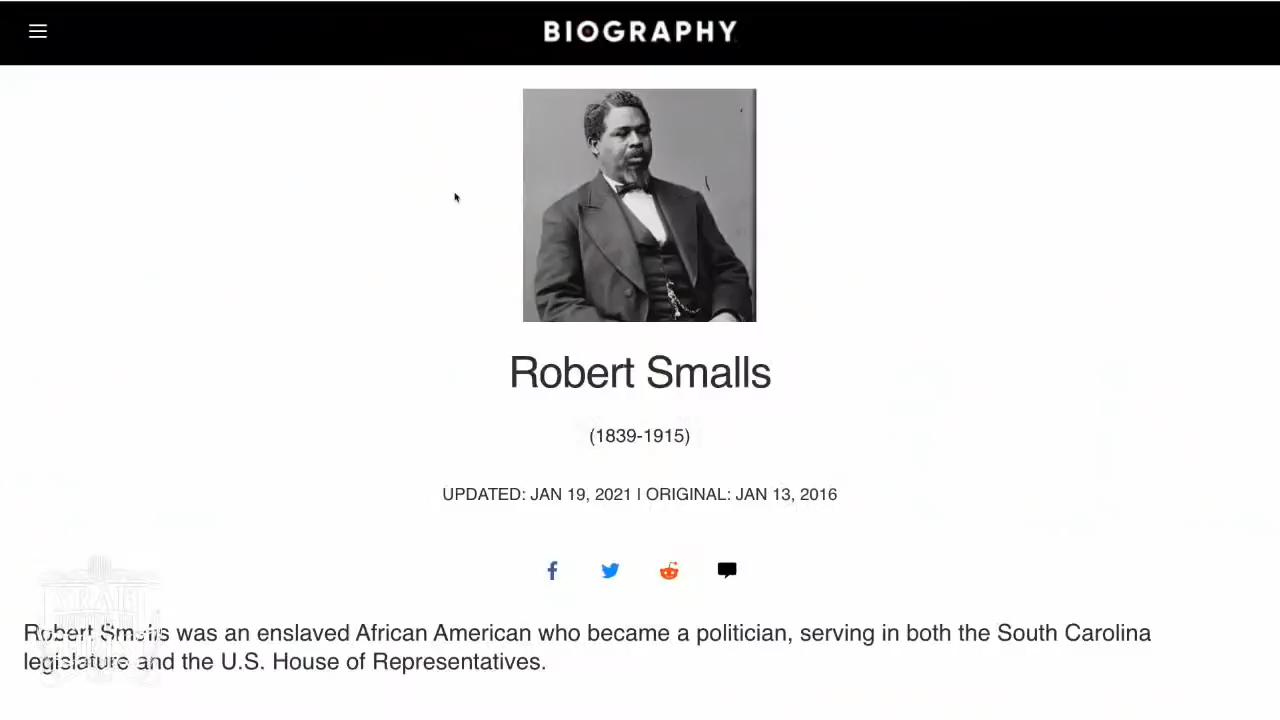 BIOGRAPHY
Robert Smalls
(1839-1915)
UPDATED: JAN 19, 2021 | ORIGINAL: JAN 13, 2016
Robert Smalls was an enslaved African American who became a politician, serving in both the South Carolina
legislature and the U.S. House of Representatives.